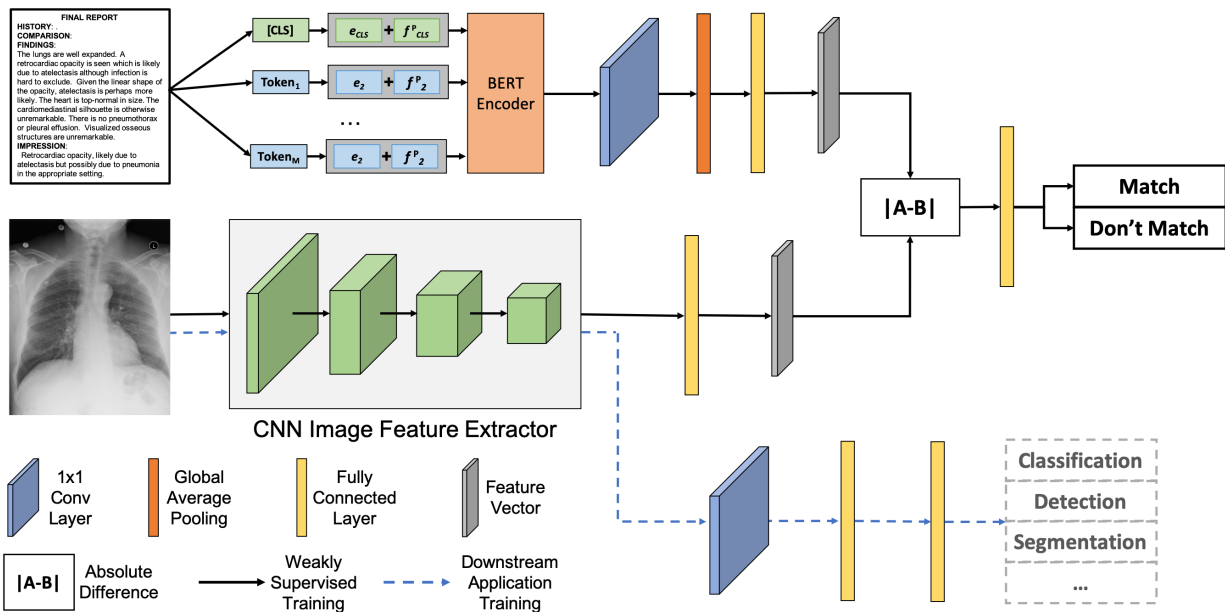 FINAL REPORT
HISTORY: .
COMPARISON:
FINDINGS:
The lungs are well expanded. A
retrocardiac opacity is seen which is likely
due to atelectasis although infection is
hard to exclude. Given the linear shape of
the opacity, atelectasis is perhaps more
likely. The heart is top-normal in size. The
cardiomediastinal silhouette is otherwise
unremarkable. There is no pneumothorax
or pleural effusion. Visualized osseous
structures are unremarkable.
IMPRESSION:
Retrocardiac opacity, likely due to
atelectasis but possibly due to pneumonia
in the appropriate setting.
[CLS]
e_CLS + f^P_CLS
Token_1
e_2 + f^P_2
...
Token_M
e_2 + f^P_2
BERT
Encoder
|A-B|
Match
Don't Match
L
CNN Image Feature Extractor
1x1
Conv
Layer
Global
Average
Pooling
Fully
Connected
Layer
Feature
Vector
|A-B|
Absolute
Difference
Weakly
Supervised
Training
Downstream
Application
Training
Classification
Detection
Segmentation
...